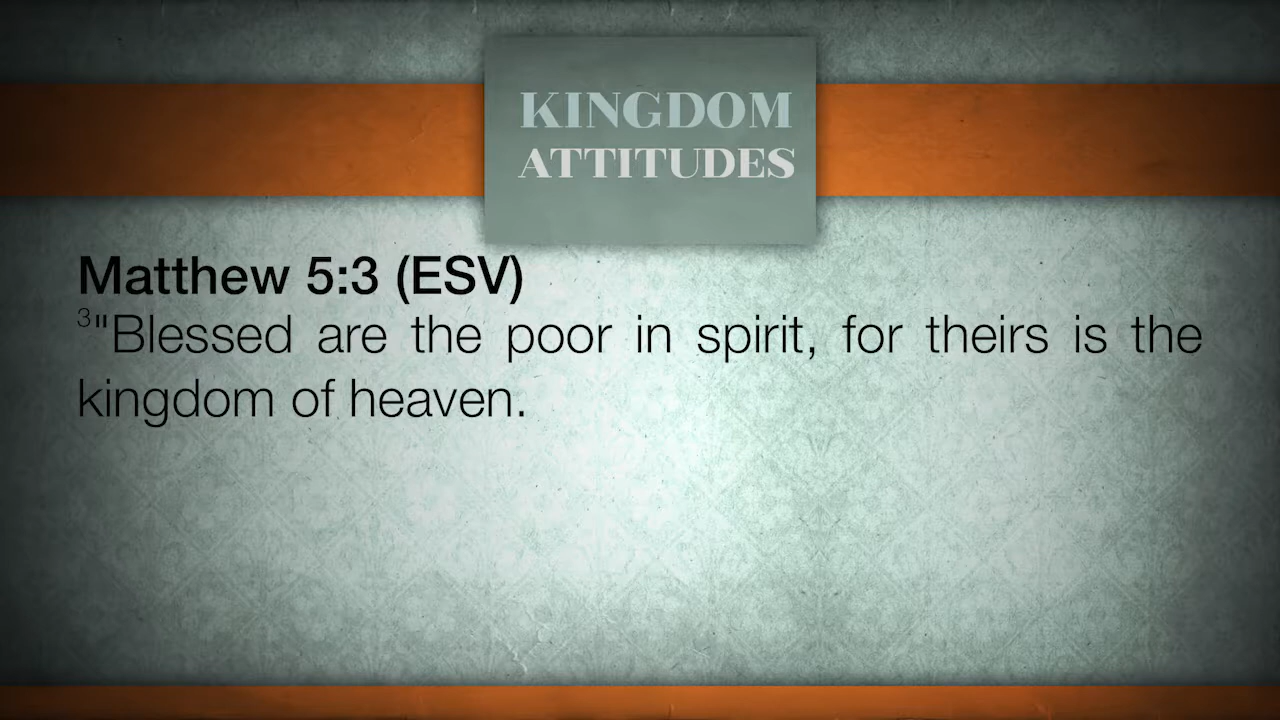 KINGDOM
ATTITUDES
Matthew 5:3 (ESV)
3"Blessed are the poor in spirit, for theirs is the
kingdom of heaven.